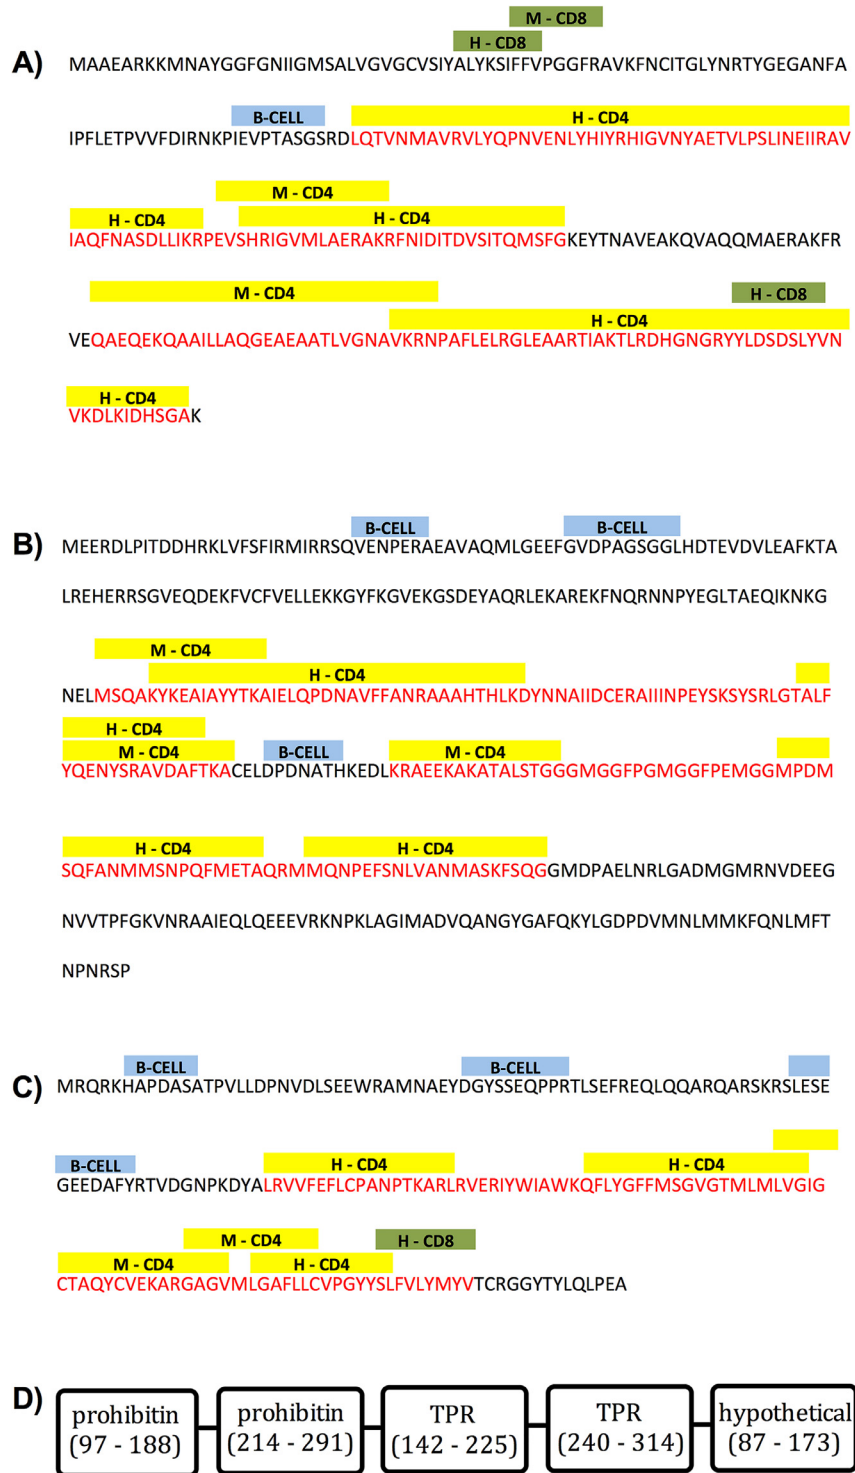 M - CD8
H - CD8
A) MAAEARKKMNAYGGFGNIIGMSALVGVGCVSIYALYKSIFFVPGGFRAVKFNCITGLYNRTYGEGANFA
B-CELL H - CD4
IPFLETPVVFDIRNKPIEVPTASGSRDLQTVNMAVRVLYQPNVENLYHIYRHIGVNYAETVLPSLINEIIRAV
M - CD4
H - CD4 H - CD4
IAQFNASDLLIKRPEVSHRIGVMLAERAKRFNIDITDVSITQMSFGKEYTNAVEAKQVAQQMAERAKFR
M - CD4 H - CD8
H - CD4
VEQAEQEKQAAILLAQGEAEAATLVGNAVKRNPAFLELRGLEAARTIAKTLRDHGNGRYYLDSDSLYVN
H - CD4
VKDLKIDHSGAK
B-CELL B-CELL
B) MEERDLPITDDHRKLVFSFIRMIRRSQVENPERAEAVAQMLGEEFGVDPAGSGGLHDTEVDVLEAFKTA
LREHERRSGVEQDEKFVCFVELLEKKGYFKGVEKGSDEYAQRLEKAREKFNQRNNPYEGLTAEQIKNKG
M - CD4
H - CD4
NELMSQAKYKEAIAYYTKAIELQPDNAVFFANRAAAHTHLKDYNNAIIDCERAIIINPEYSKSYSRLGTALF
H - CD4
M - CD4 B-CELL M - CD4
YQENYSRAVDAFTKACELDPDNATHKEDLKRAEEKAKATALSTGGGMGGFPGMGGFPEMGGMPDM
H - CD4 H - CD4
SQFANMMSNPQFMETAQRMMQNPEFSNLVANMASKFSQGGMDPAELNRLGADMGMRNVDEEG
NVVTPFGKVNRAAIEQLQEEEVRKNPKLAGIMADVQANGYGAFQKYLGDPDVMNLMMKFQNLMFT
NPNRSP
B-CELL B-CELL
C) MRQRKHAPDASATPVLLDPNVDLSEEWRAMNAEYDGYSSEQPPRTLSEFREQLQQARQARSKRSLESE
B-CELL H - CD4 H - CD4
GEEDAFYRTVDGNPKDYALRVVFEFLCPANPTKARLRVERIYWIAWKQFLYGFFMSGVGTMLMLVGIG
M - CD4 H - CD8
M - CD4 H - CD4
CTAQYCVEKARGAGVMLGAFLLCVPGYYSLFVLYMYVTCRGGYTYLQLPEA
D) prohibitin prohibitin TPR TPR hypothetical
(97 - 188) (214 - 291) (142 - 225) (240 - 314) (87 - 173)